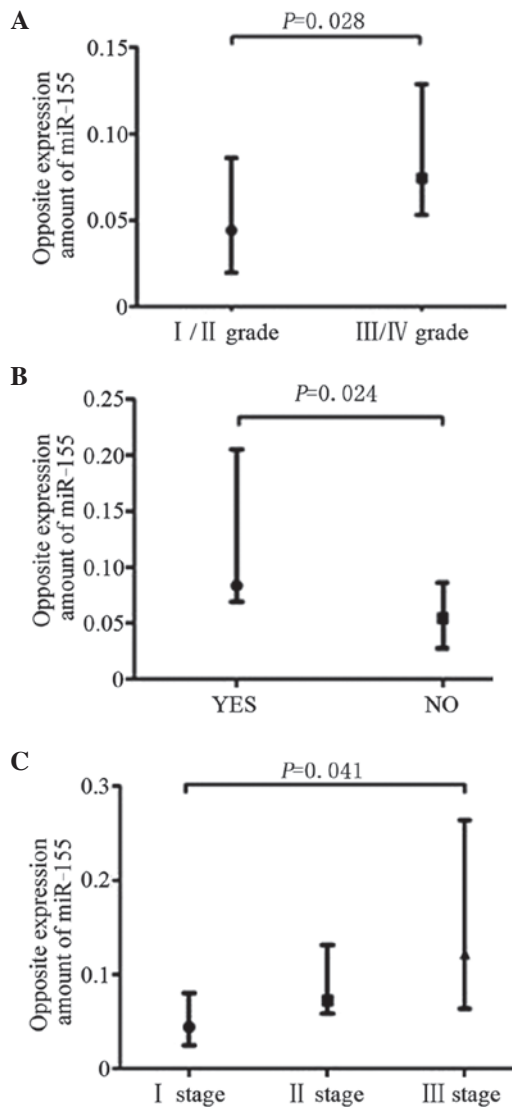 A
P=0.028
Opposite expression
amount of miR-155
0.15
0.10
0.05
0
Ⅰ/Ⅱ grade
III/IV grade
B
P=0.024
Opposite expression
amount of miR-155
0.25
0.20
0.15
0.10
0.05
0
YES
NO
C
P=0.041
Opposite expression
amount of miR-155
0.3
0.2
0.1
0
Ⅰ stage
Ⅱ stage
III stage